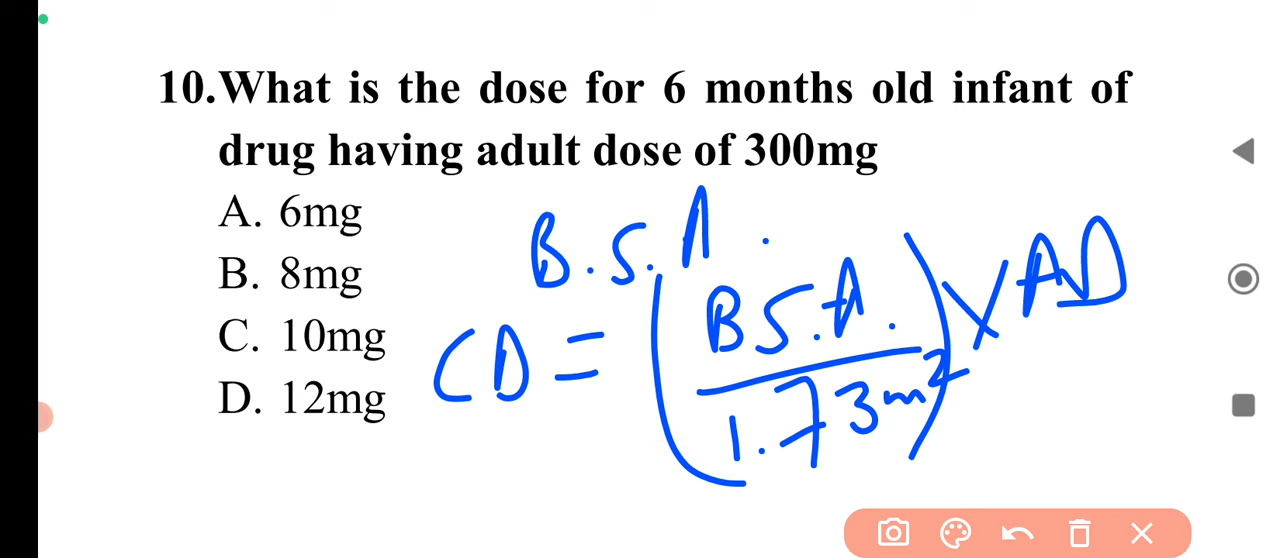 10.What is the dose for 6 months old infant of
drug having adult dose of 300mg
A. 6mg
B. 8mg
C. 10mg
D. 12mg
B.S.A.
CD = (BS.A. / 1.73m²) X AD